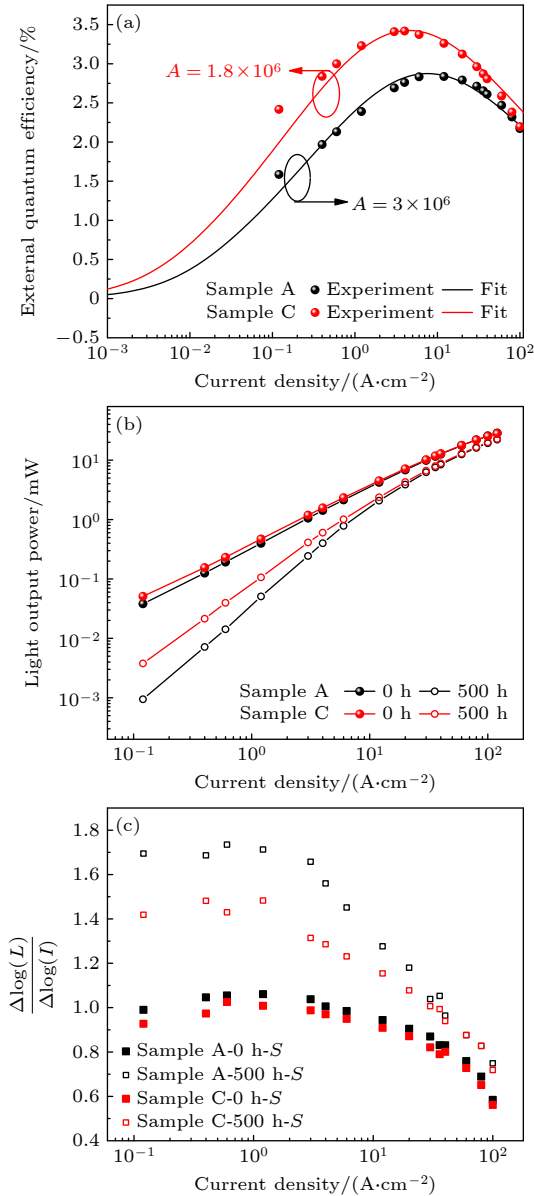 (a)
External quantum efficiency/%
3.5
3.0
2.5
2.0
1.5
1.0
0.5
0
−0.5
A = 1.8×10⁶
A = 3×10⁶
Sample A Experiment Fit
Sample C Experiment Fit
10⁻³ 10⁻² 10⁻¹ 10⁰ 10¹ 10²
Current density/(A·cm⁻²)
(b)
Light output power/mW
10¹
10⁰
10⁻¹
10⁻²
10⁻³
Sample A 0 h 500 h
Sample C 0 h 500 h
10⁻¹ 10⁰ 10¹ 10²
Current density/(A·cm⁻²)
(c)
Δlog(L)
Δlog(I)
1.8
1.6
1.4
1.2
1.0
0.8
0.6
0.4
Sample A-0 h-S
Sample A-500 h-S
Sample C-0 h-S
Sample C-500 h-S
10⁻¹ 10⁰ 10¹ 10²
Current density/(A·cm⁻²)